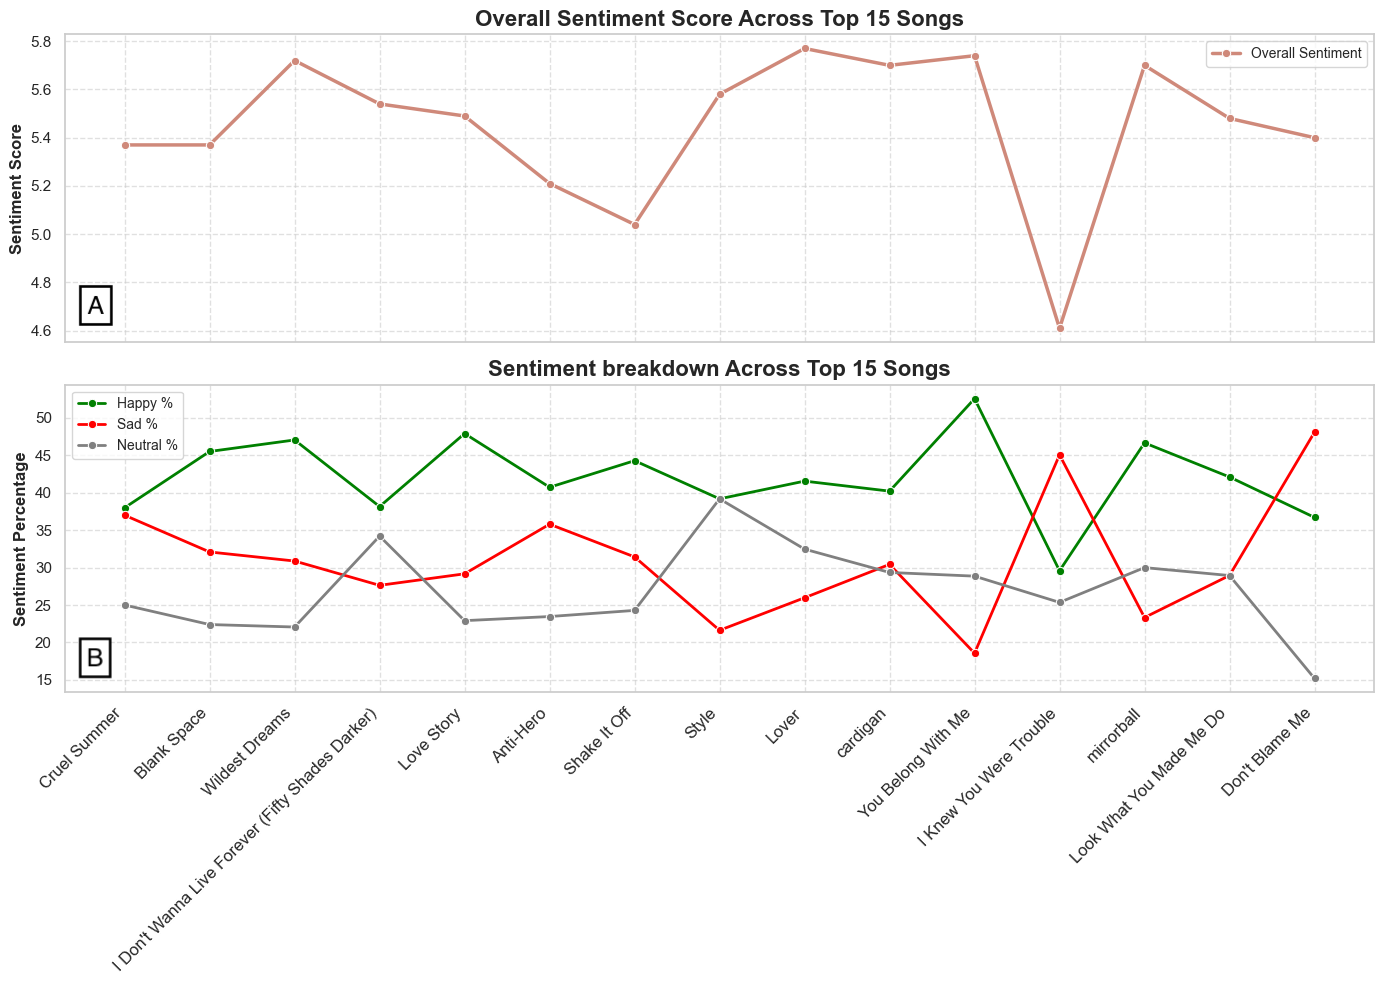 Overall Sentiment Score Across Top 15 Songs
Sentiment Score
5.8
5.6
5.4
5.2
5.0
4.8
4.6
Overall Sentiment
A
Sentiment breakdown Across Top 15 Songs
Sentiment Percentage
50
45
40
35
30
25
20
15
Happy %
Sad %
Neutral %
B
Cruel Summer
Blank Space
Wildest Dreams
I Don't Wanna Live Forever (Fifty Shades Darker)
Love Story
Anti-Hero
Shake It Off
Style
Lover
cardigan
You Belong With Me
I Knew You Were Trouble
mirrorball
Look What You Made Me Do
Don't Blame Me